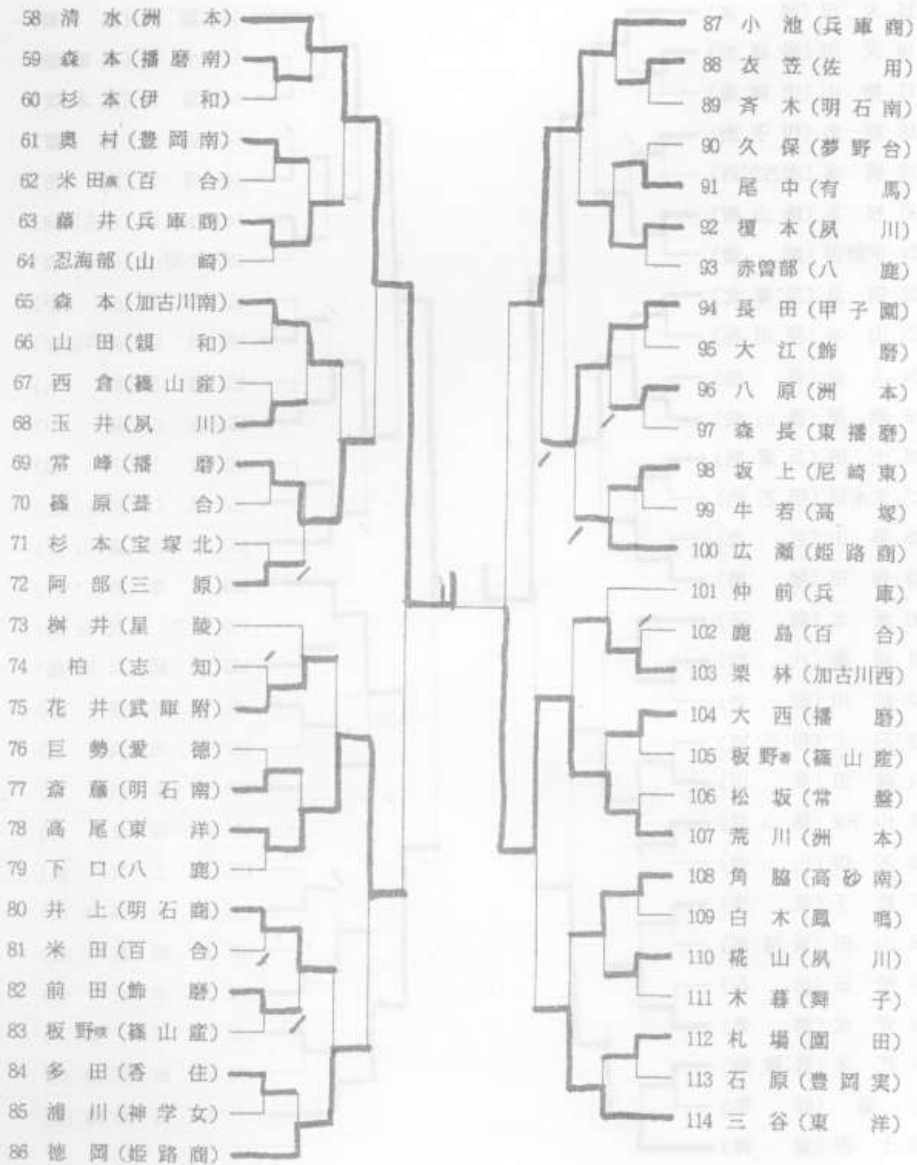 58 清水(洲本)
59 森本(播磨南)
60 杉本(伊和)
61 奥村(豊岡南)
62 米田(百合)
63 藤井(兵庫商)
64 忍海部(山崎)
65 森本(加古川南)
66 山田(親和)
67 西倉(篠山産)
68 玉井(夙川)
69 常峰(播磨)
70 篠原(葺合)
71 杉本(宝塚北)
72 阿部(三原)
73 桝井(星陵)
74 柏(志知)
75 花井(武庫附)
76 巨勢(愛徳)
77 斎藤(明石南)
78 高尾(東洋)
79 下口(八鹿)
80 井上(明石商)
81 米田(百合)
82 前田(飾磨)
83 板野咲(篠山産)
84 多田(香住)
85 浦川(神学女)
86 徳岡(姫路商)
87 小池(兵庫商)
88 衣笠(佐用)
89 斉木(明石南)
90 久保(夢野台)
91 尾中(有馬)
92 榎本(夙川)
93 赤曽部(八鹿)
94 長田(甲子園)
95 大江(飾磨)
96 八原(洲本)
97 森長(東播磨)
98 坂上(尼崎東)
99 牛若(高塚)
100 広瀬(姫路商)
101 仲前(兵庫)
102 鹿島(百合)
103 栗林(加古川西)
104 大西(播磨)
105 板野(篠山産)
106 松坂(常盤)
107 荒川(洲本)
108 角脇(高砂南)
109 白木(鳳鳴)
110 椛山(夙川)
111 木暮(舞子)
112 札場(園田)
113 石原(豊岡実)
114 三谷(東洋)